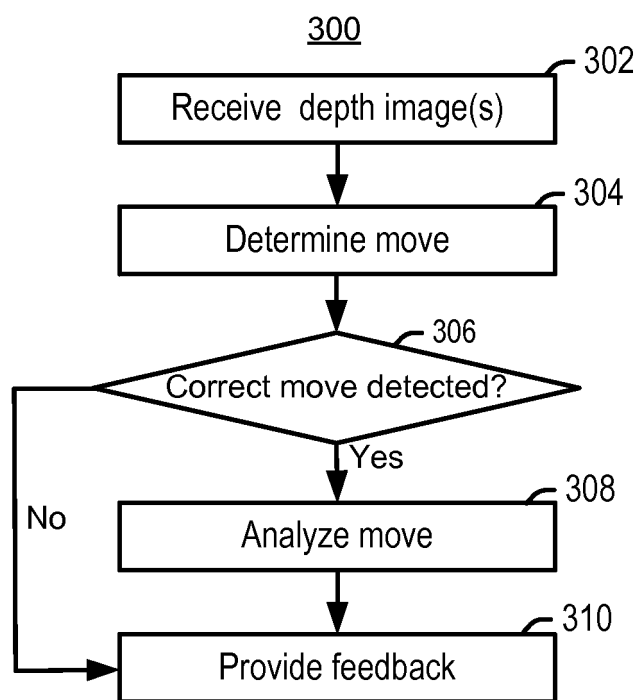 300
302
Receive depth image(s)
304
Determine move
306
Correct move detected?
Yes
308
No
Analyze move
310
Provide feedback